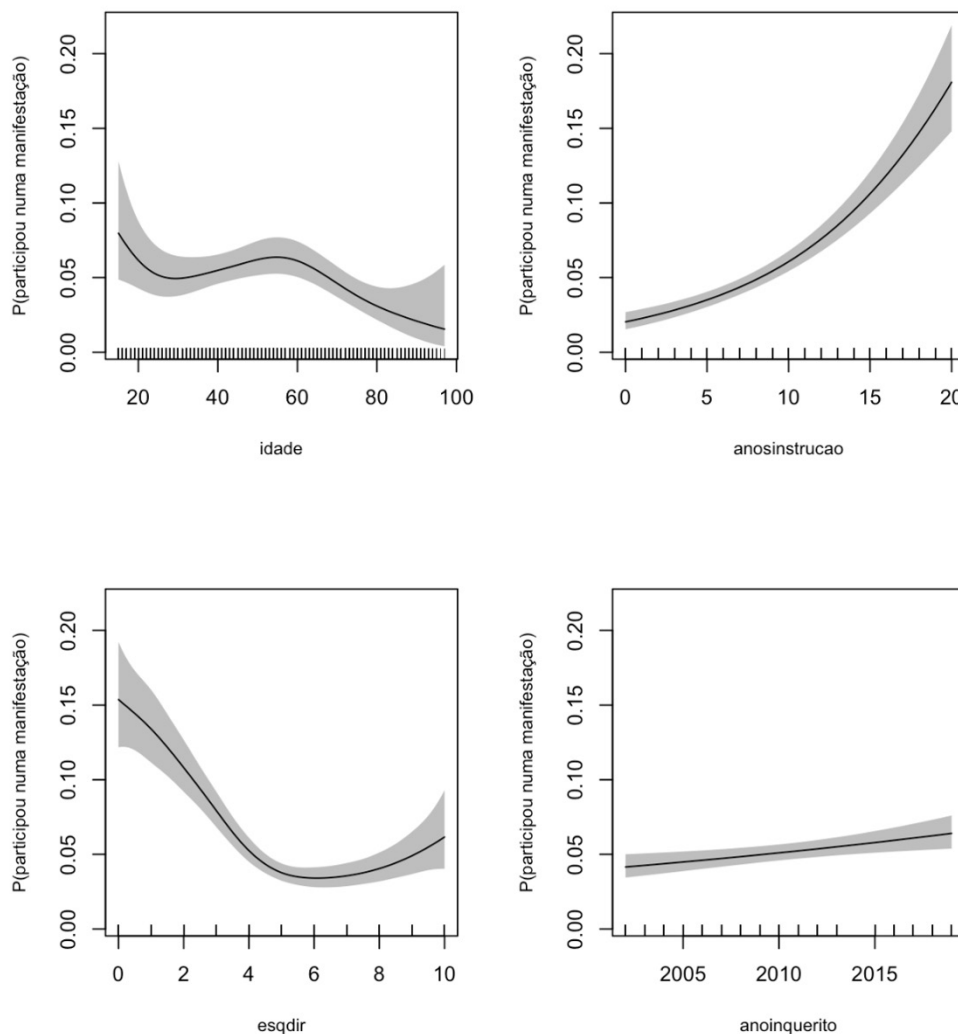 P(participou numa manifestação)
0.00 0.05 0.10 0.15 0.20
20 40 60 80 100
idade
P(participou numa manifestação)
0.00 0.05 0.10 0.15 0.20
0 5 10 15 20
anosinstrucao
P(participou numa manifestação)
0.00 0.05 0.10 0.15 0.20
0 2 4 6 8 10
esqdir
P(participou numa manifestação)
0.00 0.05 0.10 0.15 0.20
2005 2010 2015
anoinquerito